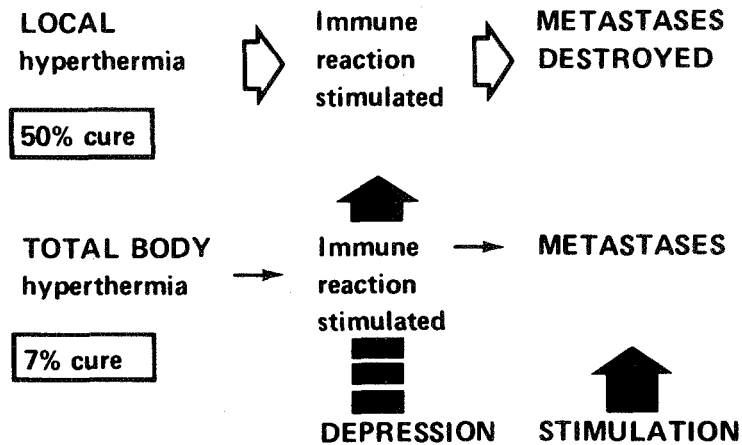 LOCAL
hyperthermia
50% cure
Immune
reaction
stimulated
METASTASES
DESTROYED
TOTAL BODY
hyperthermia
7% cure
Immune
reaction
stimulated
METASTASES
DEPRESSION
STIMULATION